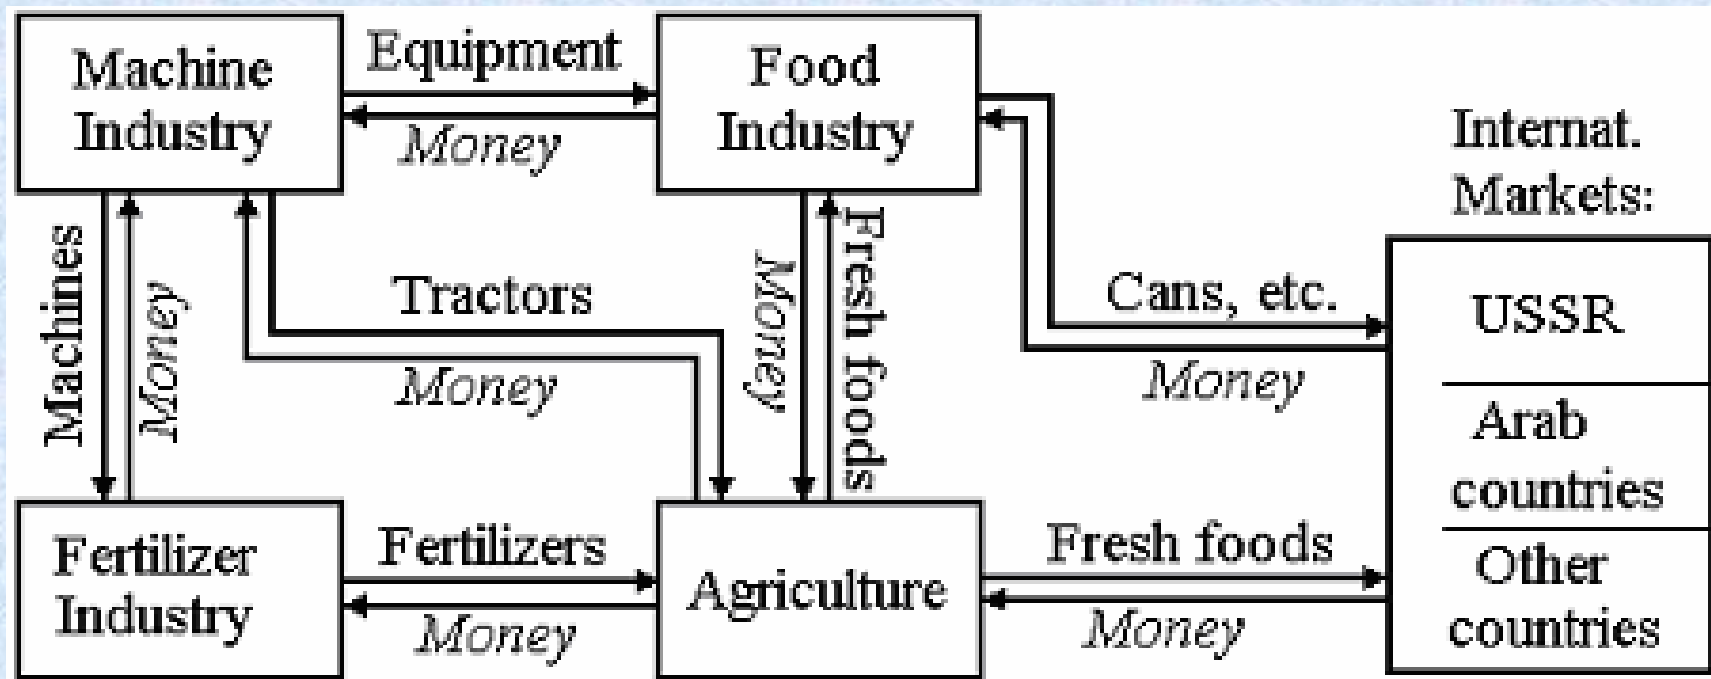 Machine
Industry
Equipment
Money
Food
Industry
Internat.
Markets:
Machines
Money
Tractors
Money
Money
Fresh foods
Cans, etc.
Money
USSR
Arab
countries
Other
countries
Fertilizer
Industry
Fertilizers
Money
Agriculture
Fresh foods
Money